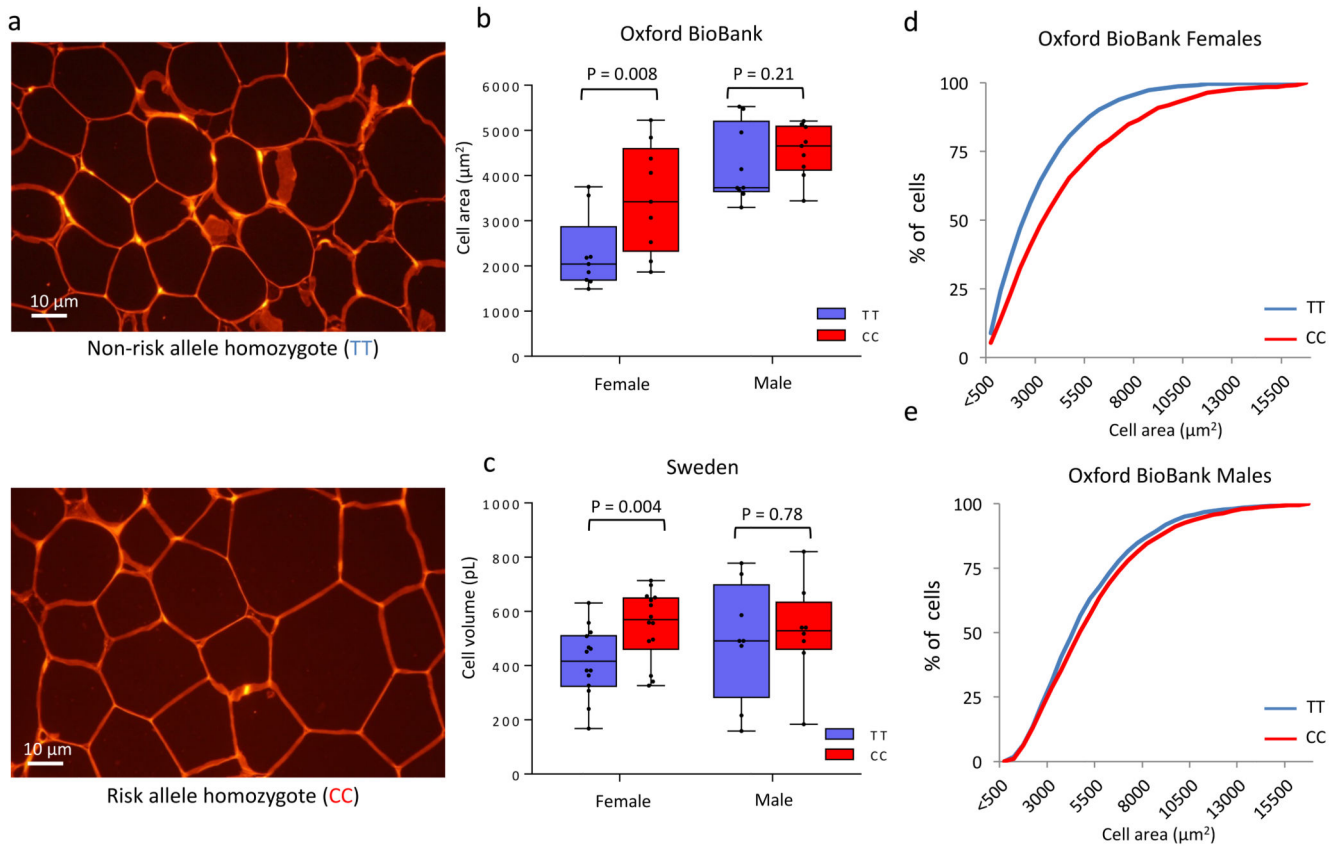 a
10 µm
Non-risk allele homozygote (TT)
10 µm
Risk allele homozygote (CC)
b
Oxford BioBank
P = 0.008
P = 0.21
Cell area (µm²)
6000
5000
4000
3000
2000
1000
0
TT
CC
Female
Male
c
Sweden
P = 0.004
P = 0.78
Cell volume (pL)
1000
800
600
400
200
0
TT
CC
Female
Male
d
Oxford BioBank Females
% of cells
100
75
50
25
0
TT
CC
<500
3000
5500
8000
10500
13000
15500
Cell area (µm²)
e
Oxford BioBank Males
% of cells
100
75
50
25
0
TT
CC
<500
3000
5500
8000
10500
13000
15500
Cell area (µm²)